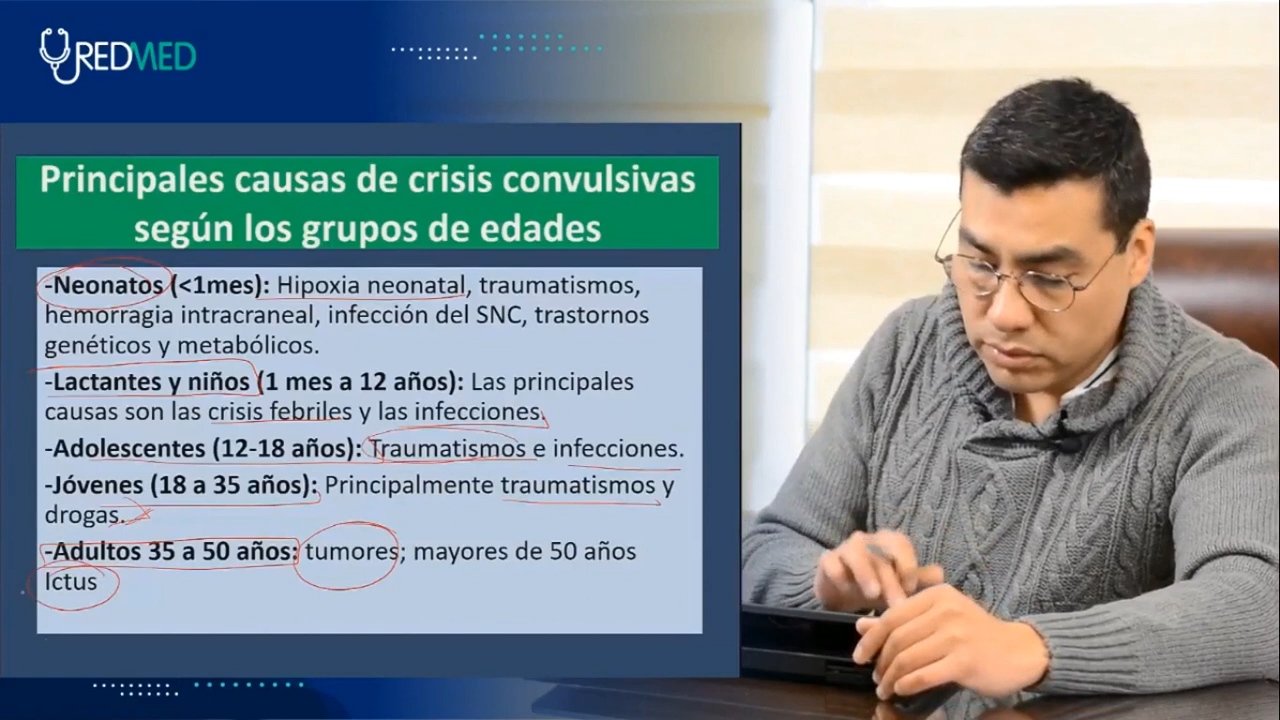 REDMED
Principales causas de crisis convulsivas
según los grupos de edades
-Neonatos (<1mes): Hipoxia neonatal, traumatismos,
hemorragia intracraneal, infección del SNC, trastornos
genéticos y metabólicos.
-Lactantes y niños (1 mes a 12 años): Las principales
causas son las crisis febriles y las infecciones.
-Adolescentes (12-18 años): Traumatismos e infecciones.
-Jóvenes (18 a 35 años): Principalmente traumatismos y
drogas.
-Adultos 35 a 50 años: tumores; mayores de 50 años
Ictus